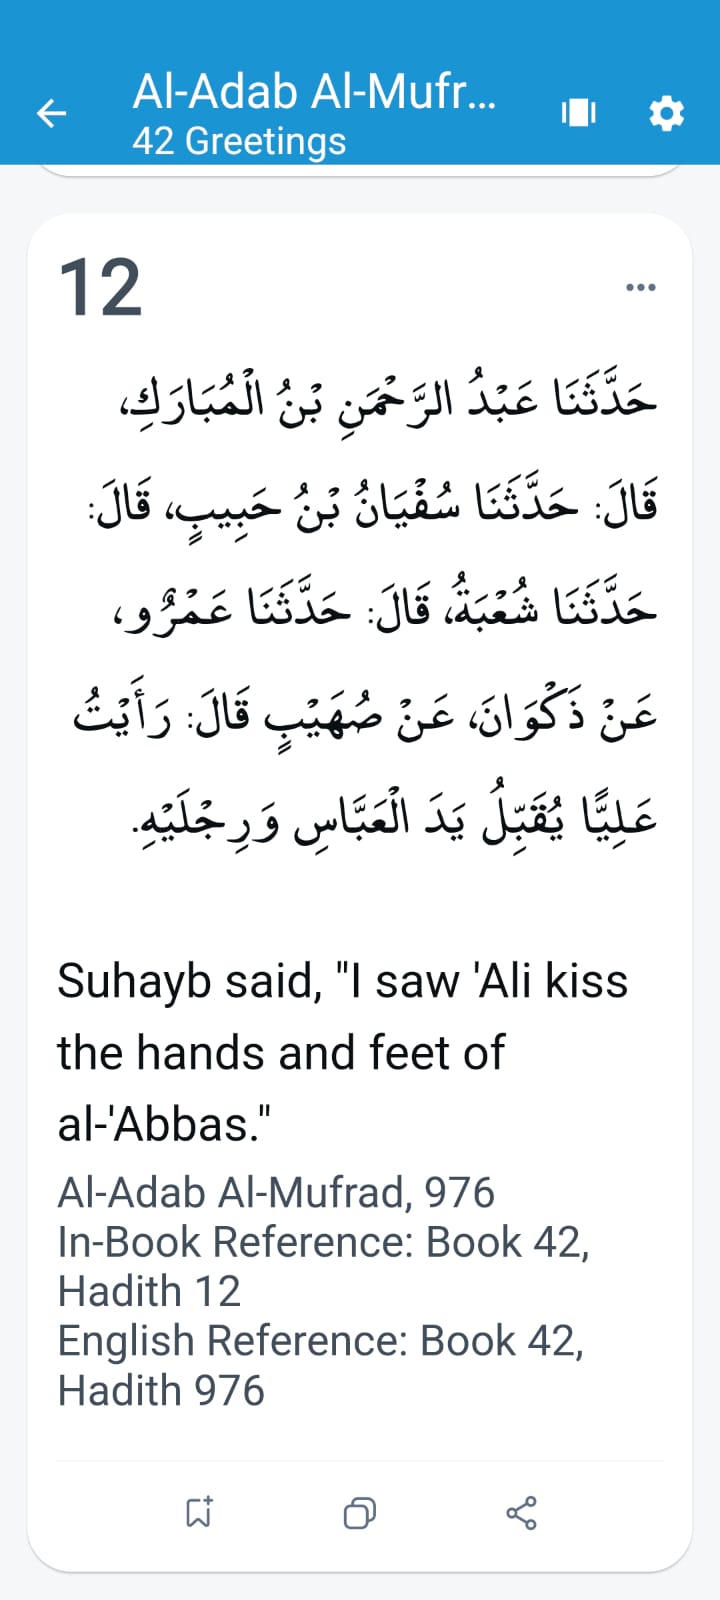 Al-Adab Al-Mufr...
42 Greetings
12
حَدَّثَنَا عَبْدُ الرَّحْمَنِ بْنُ الْمُبَارَكِ،
قَالَ: حَدَّثَنَا سُفْيَانُ بْنُ حَبِيبٍ، قَالَ:
حَدَّثَنَا شُعْبَةُ، قَالَ: حَدَّثَنَا عَمْرٌو،
عَنْ ذَكْوَانَ، عَنْ صُهَيْبٍ قَالَ: رَأَيْتُ
عَلِيًّا يُقَبِّلُ يَدَ الْعَبَّاسِ وَرِجْلَيْهِ.
Suhayb said, "I saw 'Ali kiss
the hands and feet of
al-'Abbas."
Al-Adab Al-Mufrad, 976
In-Book Reference: Book 42,
Hadith 12
English Reference: Book 42,
Hadith 976